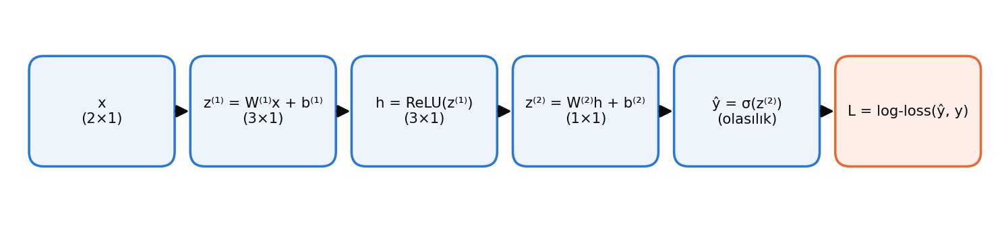 x
(2×1)
z⁽¹⁾ = W⁽¹⁾x + b⁽¹⁾
(3×1)
h = ReLU(z⁽¹⁾)
(3×1)
z⁽²⁾ = W⁽²⁾h + b⁽²⁾
(1×1)
ŷ = σ(z⁽²⁾)
(olasılık)
L = log-loss(ŷ, y)